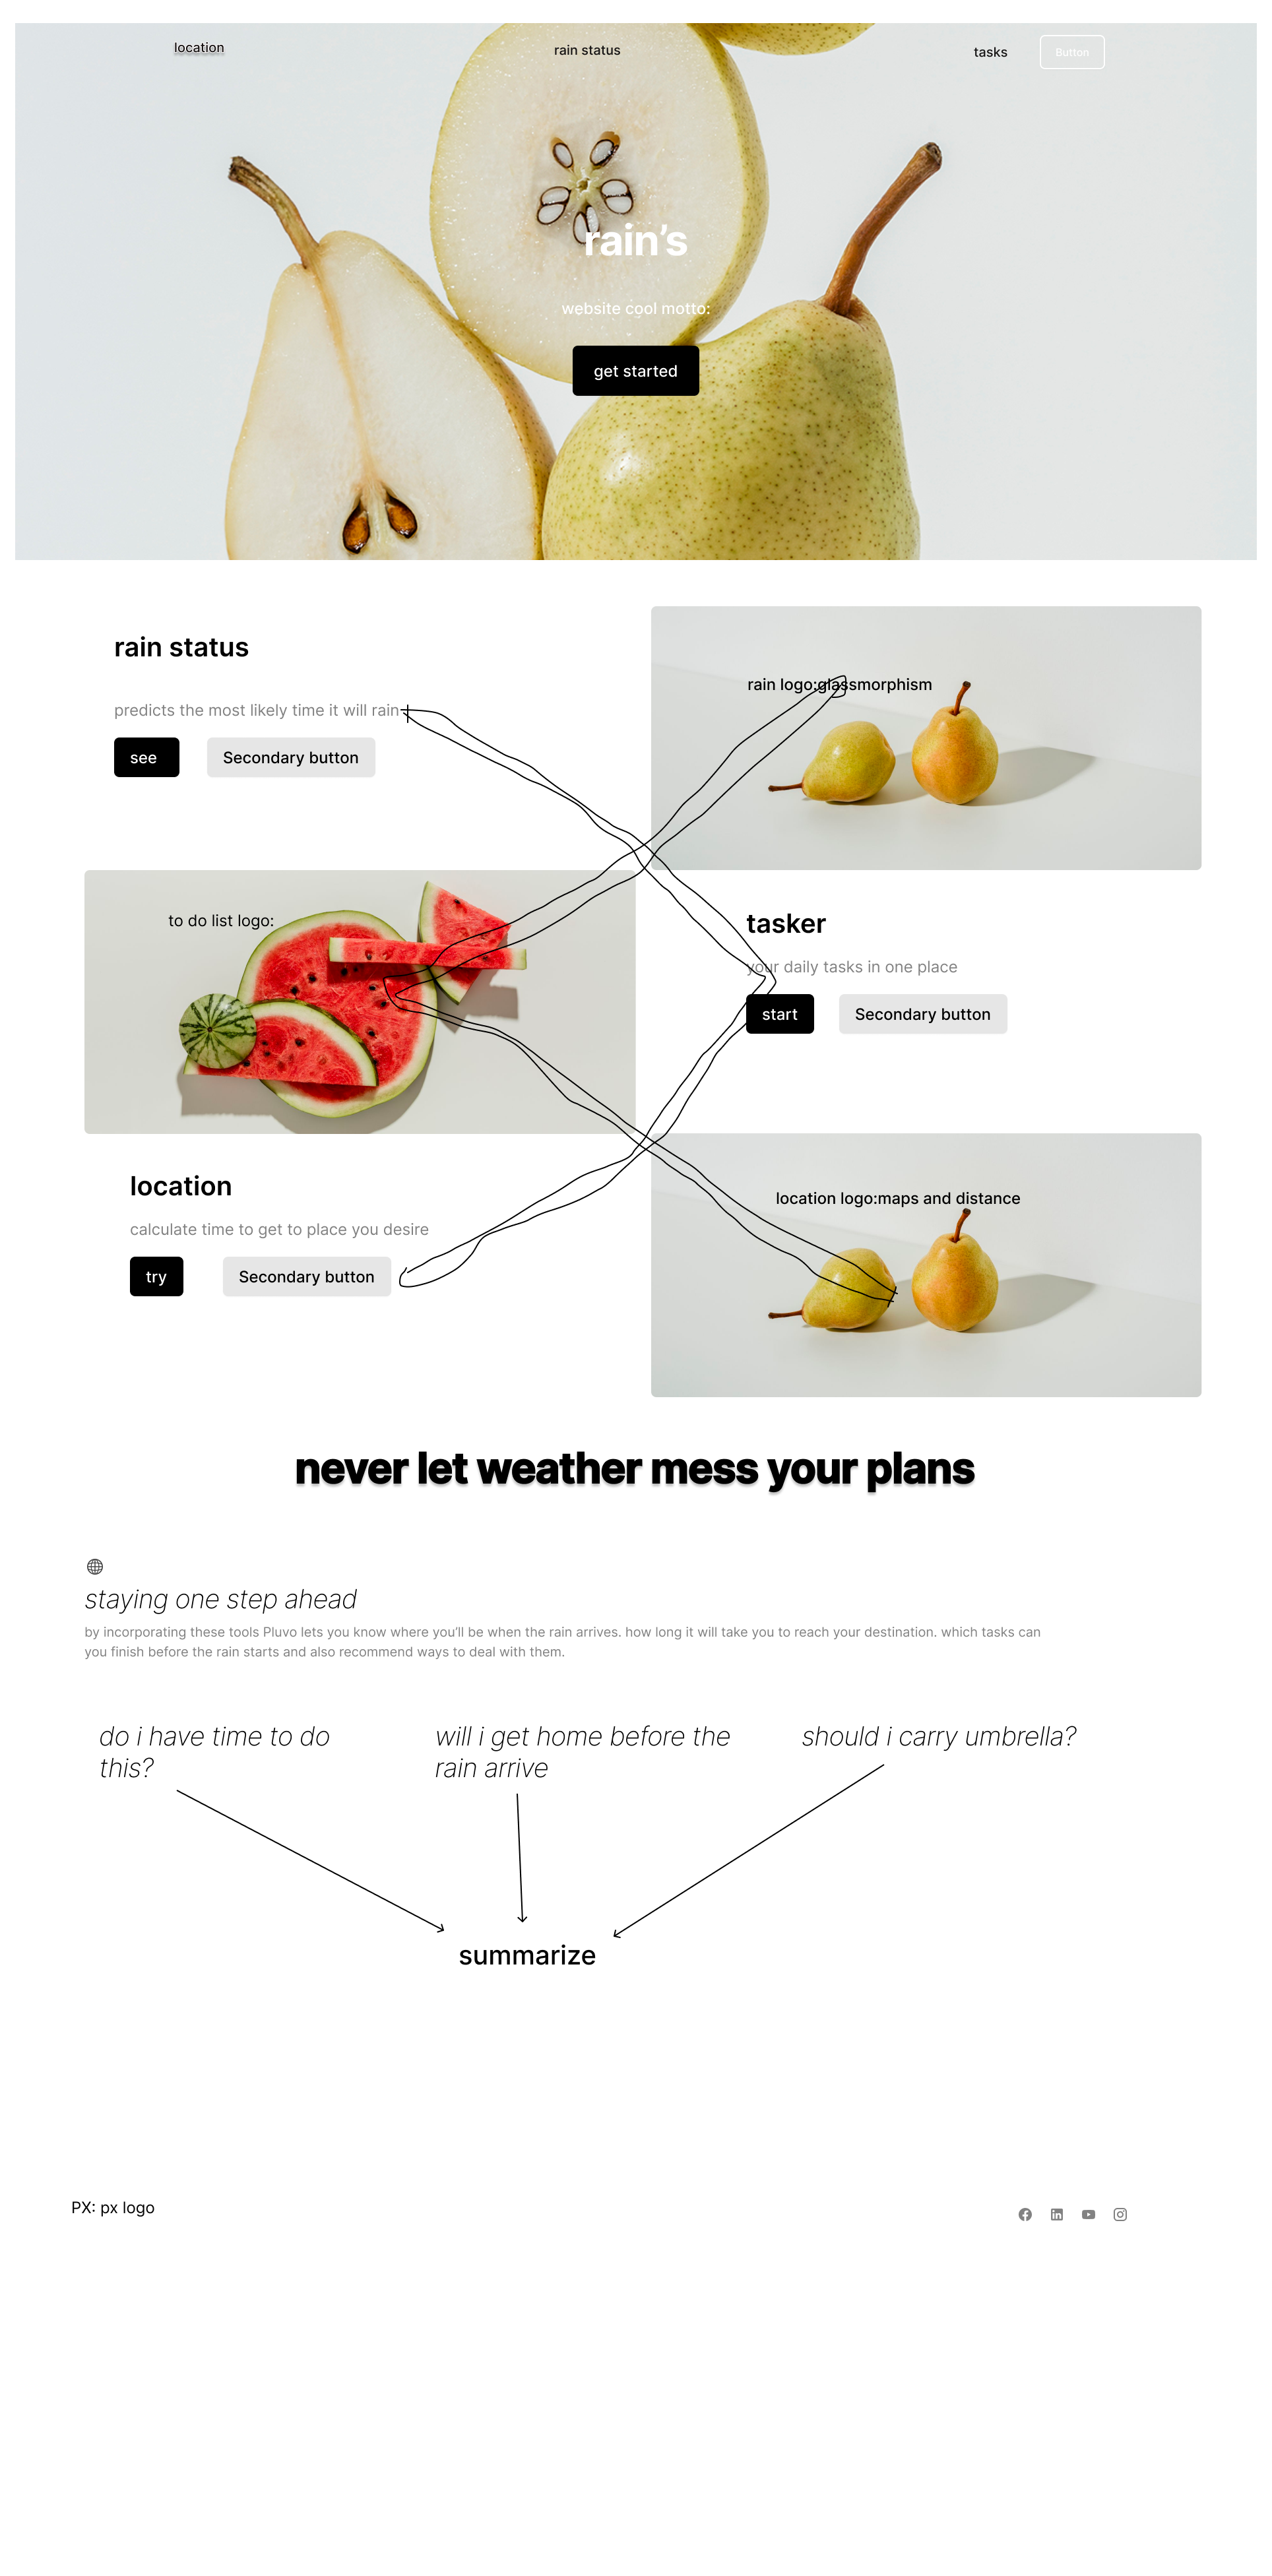 location
rain status
tasks
Button
rain’s
website cool motto:
get started
rain status
predicts the most likely time it will rain
see
Secondary button
rain logo:glassmorphism
to do list logo:
tasker
your daily tasks in one place
start
Secondary button
location
calculate time to get to place you desire
try
Secondary button
location logo:maps and distance
never let weather mess your plans
staying one step ahead
by incorporating these tools Pluvo lets you know where you’ll be when the rain arrives. how long it will take you to reach your destination. which tasks can
you finish before the rain starts and also recommend ways to deal with them.
do i have time to do
this?
will i get home before the
rain arrive
should i carry umbrella?
summarize
PX: px logo